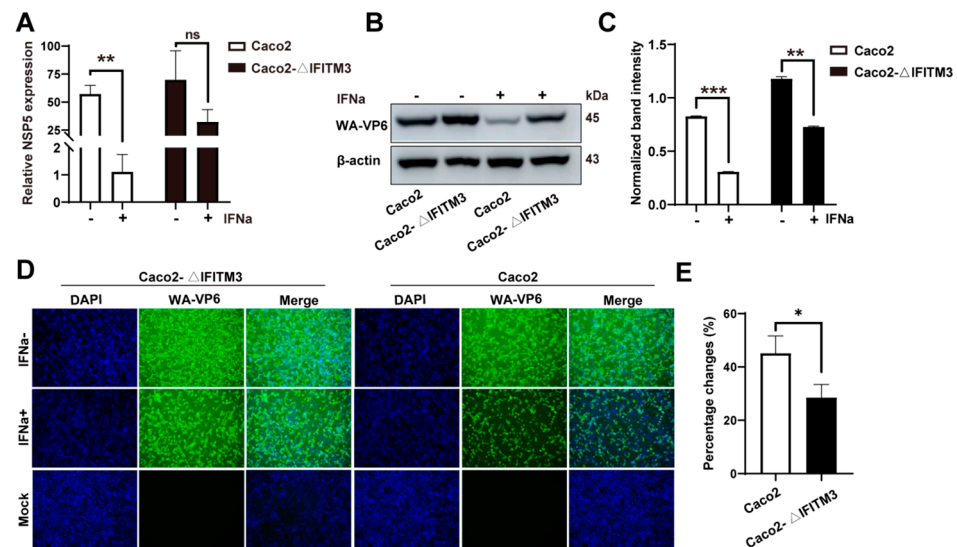 A
Relative NSP5 expression
100
75
50
25
2
1
0
**
ns
Caco2
Caco2-△IFITM3
- + - + IFNa
B
IFNa - - + + kDa
WA-VP6 45
β-actin 43
Caco2
Caco2- △IFITM3
Caco2
Caco2- △IFITM3
C
Normalized band intensity
1.5
1.0
0.5
0.0
***
**
Caco2
Caco2-△IFITM3
- + - + IFNa
D
Caco2- △IFITM3 Caco2
DAPI WA-VP6 Merge DAPI WA-VP6 Merge
IFNa-
IFNa+
Mock
E
Percentage changes (%)
60
40
20
0
*
Caco2
Caco2- △IFITM3